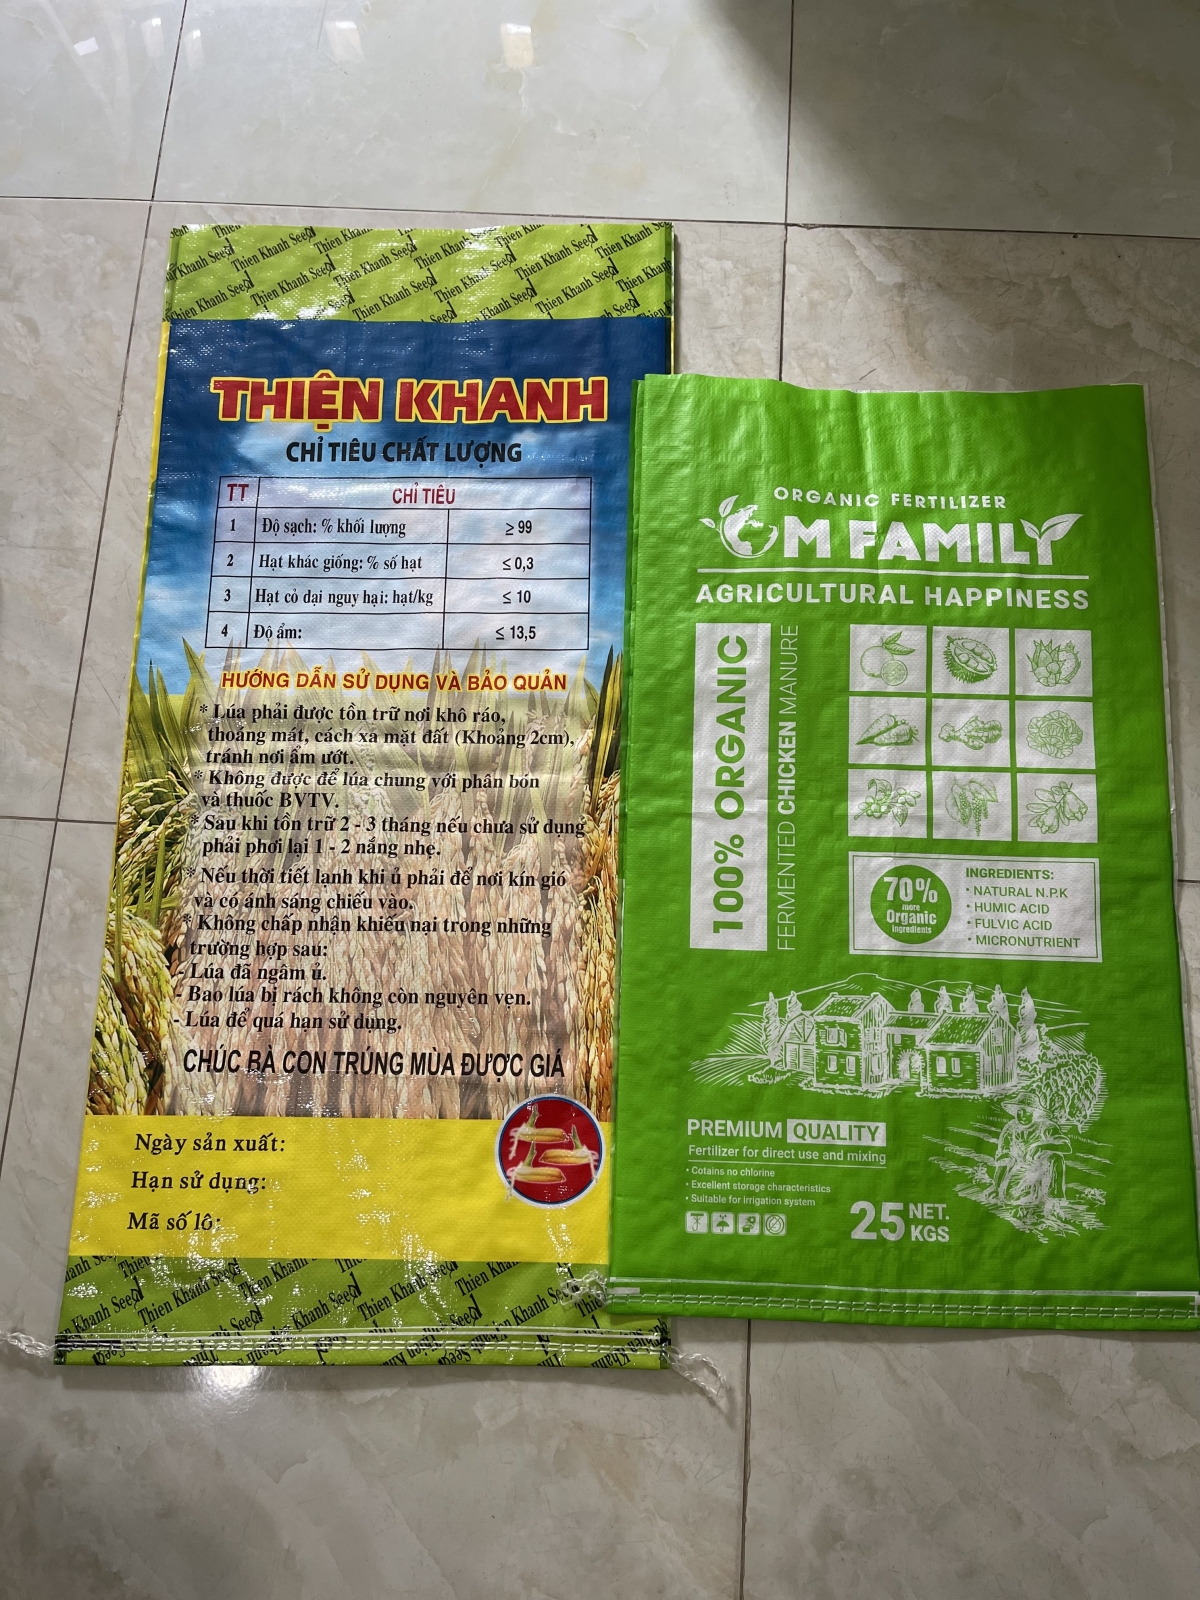 Thien Khanh Seed
THIỆN KHANH
CHỈ TIÊU CHẤT LƯỢNG
TT CHỈ TIÊU
1 Độ sạch: % khối lượng ≥ 99
2 Hạt khác giống: % số hạt ≤ 0,3
3 Hạt cỏ dại nguy hại: hạt/kg ≤ 10
4 Độ ẩm: ≤ 13,5
HƯỚNG DẪN SỬ DỤNG VÀ BẢO QUẢN
* Lúa phải được tồn trữ nơi khô ráo,
thoáng mát, cách xa mặt đất (Khoảng 2cm),
tránh nơi ẩm ướt.
* Không được để lúa chung với phân bón
và thuốc BVTV.
* Sau khi tồn trữ 2 - 3 tháng nếu chưa sử dụng
phải phơi lại 1 - 2 nắng nhẹ.
* Nếu thời tiết lạnh khi ủ phải để nơi kín gió
và có ánh sáng chiếu vào.
* Không chấp nhận khiếu nại trong những
trường hợp sau:
- Lúa đã ngâm ủ.
- Bao lúa bị rách không còn nguyên vẹn.
- Lúa để quá hạn sử dụng.
CHÚC BÀ CON TRÚNG MÙA ĐƯỢC GIÁ
Ngày sản xuất:
Hạn sử dụng:
Mã số lô:
Thien Khanh Seed
ORGANIC FERTILIZER
OM FAMILY
AGRICULTURAL HAPPINESS
100% ORGANIC
FERMENTED CHICKEN MANURE
70%
more
Organic
Ingredients
INGREDIENTS:
• NATURAL N.P.K
• HUMIC ACID
• FULVIC ACID
• MICRONUTRIENT
PREMIUM QUALITY
Fertilizer for direct use and mixing
• Cotains no chlorine
• Excellent storage characteristics
• Suitable for irrigation system
25 NET.
KGS